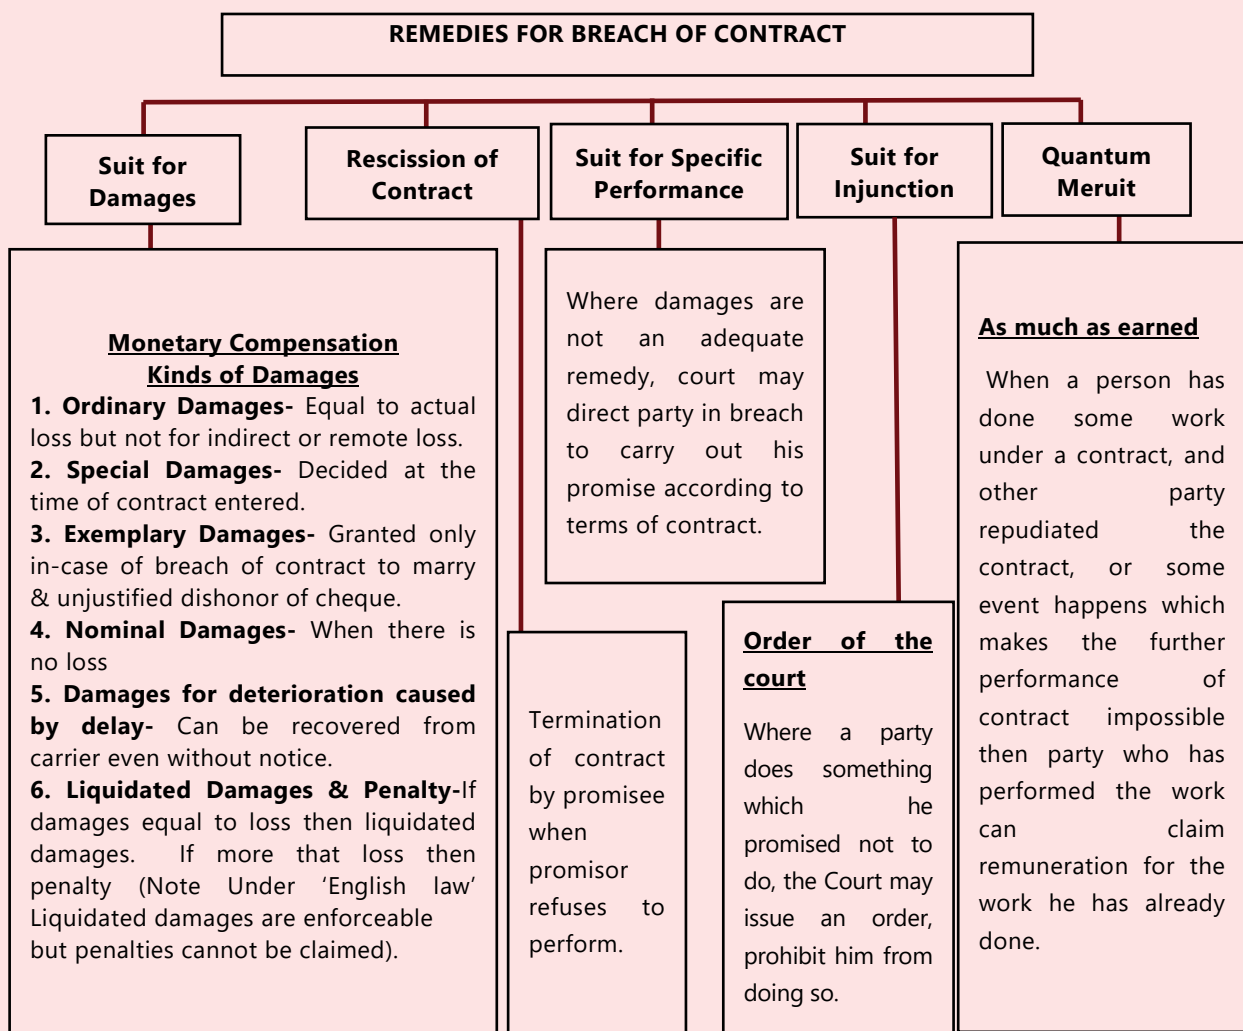 REMEDIES FOR BREACH OF CONTRACT
Suit for
Damages
Rescission of
Contract
Suit for Specific
Performance
Suit for
Injunction
Quantum
Meruit
Monetary Compensation
Kinds of Damages
1. Ordinary Damages- Equal to actual
loss but not for indirect or remote loss.
2. Special Damages- Decided at the
time of contract entered.
3. Exemplary Damages- Granted only
in-case of breach of contract to marry
& unjustified dishonor of cheque.
4. Nominal Damages- When there is
no loss
5. Damages for deterioration caused
by delay- Can be recovered from
carrier even without notice.
6. Liquidated Damages & Penalty-If
damages equal to loss then liquidated
damages. If more that loss then
penalty (Note Under ‘English law’
Liquidated damages are enforceable
but penalties cannot be claimed).
Termination
of contract
by promisee
when
promisor
refuses to
perform.
Where damages are
not an adequate
remedy, court may
direct party in breach
to carry out his
promise according to
terms of contract.
Order of the
court
Where a party
does something
which he
promised not to
do, the Court may
issue an order,
prohibit him from
doing so.
As much as earned
When a person has
done some work
under a contract, and
other party
repudiated the
contract, or some
event happens which
makes the further
performance of
contract impossible
then party who has
performed the work
can claim
remuneration for the
work he has already
done.